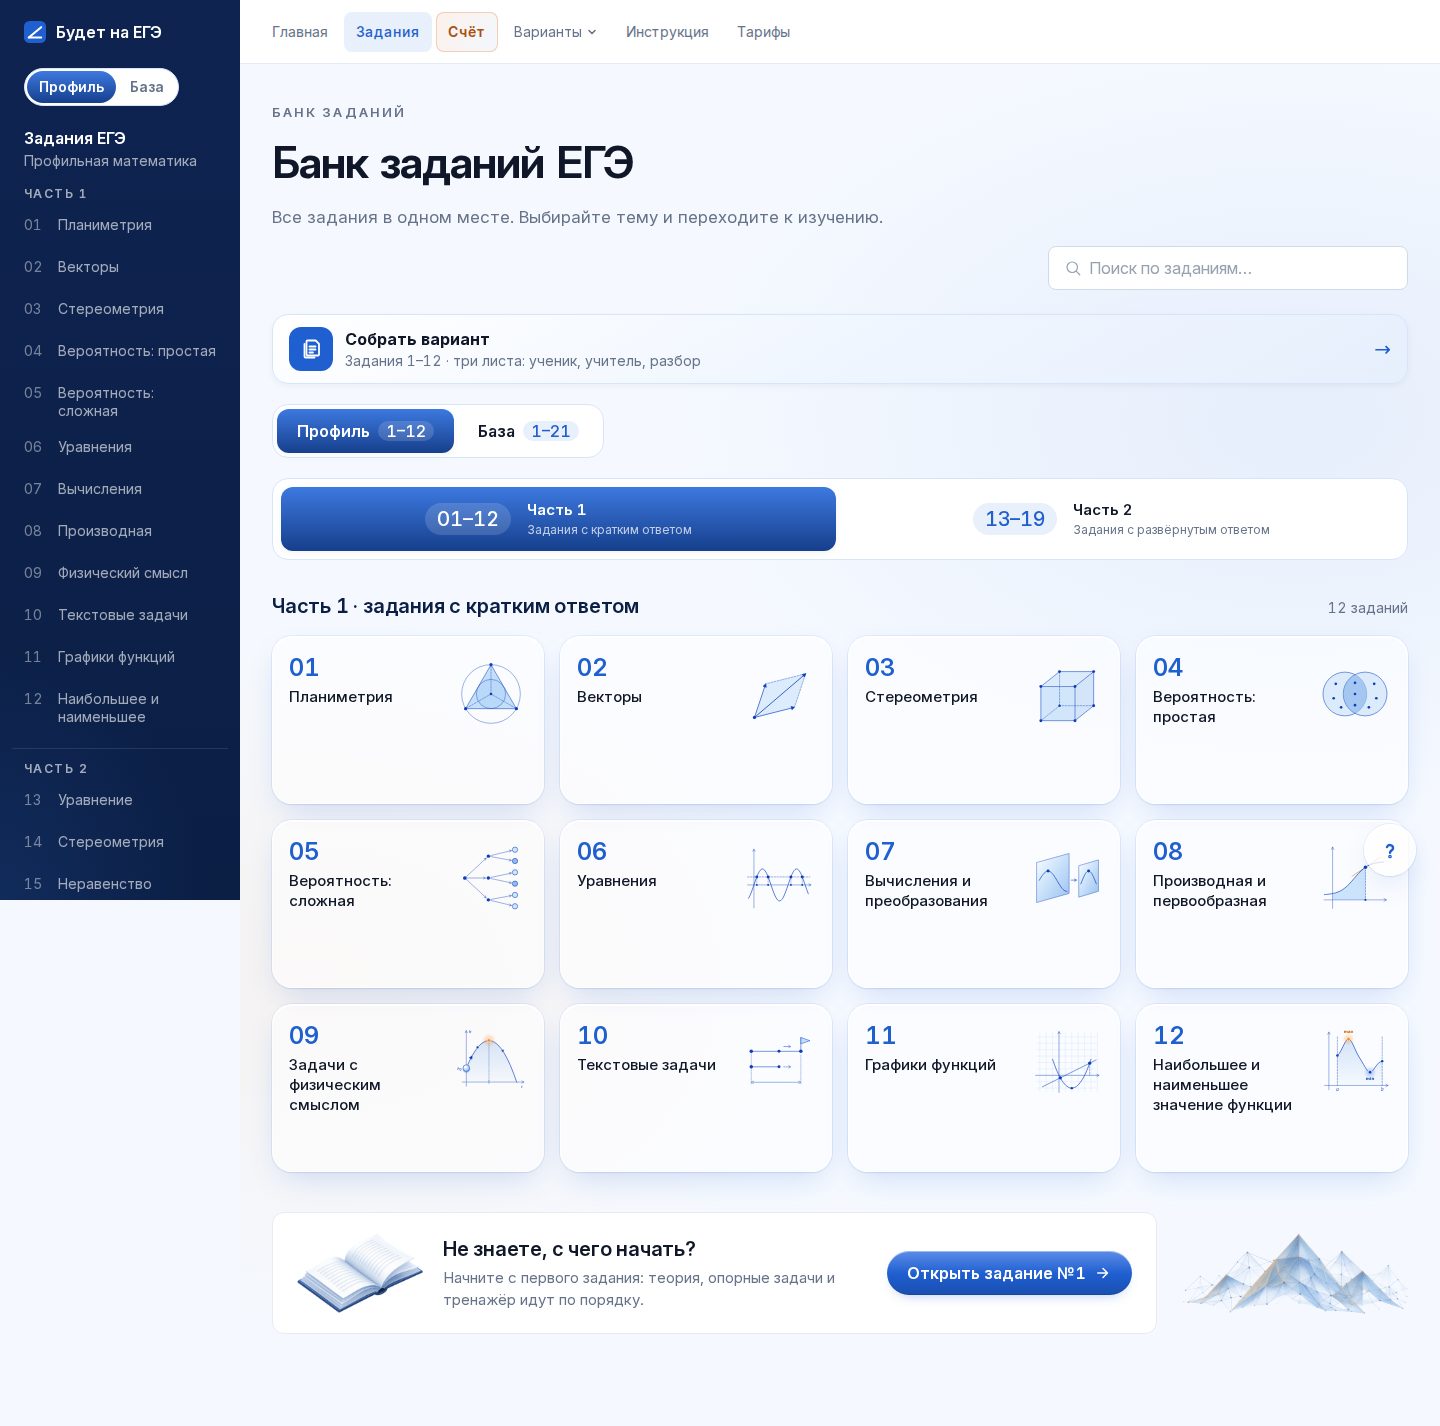 Будет на ЕГЭ
Профиль База
Задания ЕГЭ
Профильная математика
ЧАСТЬ 1
01 Планиметрия
02 Векторы
03 Стереометрия
04 Вероятность: простая
05 Вероятность:
сложная
06 Уравнения
07 Вычисления
08 Производная
09 Физический смысл
10 Текстовые задачи
11 Графики функций
12 Наибольшее и
наименьшее
ЧАСТЬ 2
13 Уравнение
14 Стереометрия
15 Неравенство
Главная Задания Счёт Варианты Инструкция Тарифы
БАНК ЗАДАНИЙ
Банк заданий ЕГЭ
Все задания в одном месте. Выбирайте тему и переходите к изучению.
Поиск по заданиям...
Собрать вариант
Задания 1–12 · три листа: ученик, учитель, разбор
→
Профиль 1–12 База 1–21
01–12 Часть 1
Задания с кратким ответом
13–19 Часть 2
Задания с развёрнутым ответом
Часть 1 · задания с кратким ответом
12 заданий
01
Планиметрия
02
Векторы
03
Стереометрия
04
Вероятность:
простая
05
Вероятность:
сложная
06
Уравнения
07
Вычисления и
преобразования
08
Производная и
первообразная
?
09
Задачи с
физическим
смыслом
10
Текстовые задачи
11
Графики функций
12
Наибольшее и
наименьшее
значение функции
max
min
Не знаете, с чего начать?
Начните с первого задания: теория, опорные задачи и
тренажёр идут по порядку.
Открыть задание №1 →